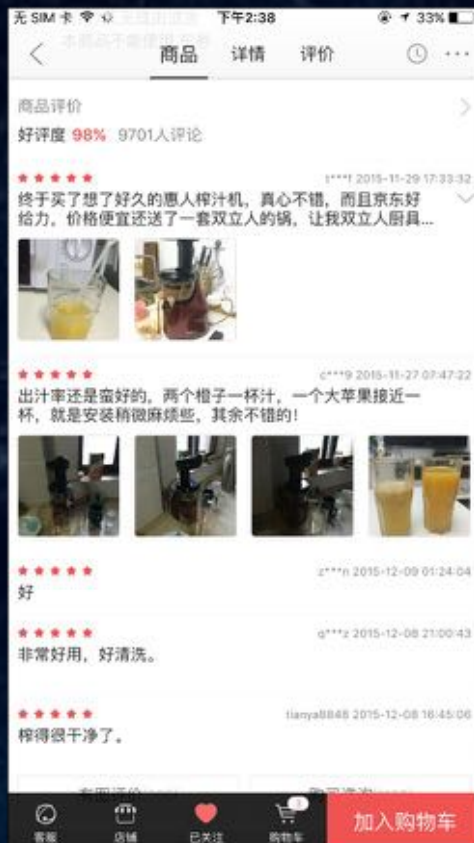 无 SIM 卡
下午2:38
33%
商品 详情 评价
商品评价
好评度 98% 9701人评论
t***f 2015-11-29 17:33:32
终于买了想了好久的惠人榨汁机，真心不错，而且京东好
给力，价格便宜还送了一套双立人的锅，让我双立人厨具...
c***9 2015-11-27 07:47:22
出汁率还是蛮好的，两个橙子一杯汁，一个大苹果接近一
杯，就是安装稍微麻烦些，其余不错的！
z***n 2015-12-09 01:24:04
好
q***z 2015-12-08 21:00:43
非常好用，好清洗。
tianya8848 2015-12-08 16:45:06
榨得很干净了。
客服 店铺 已关注 购物车
加入购物车